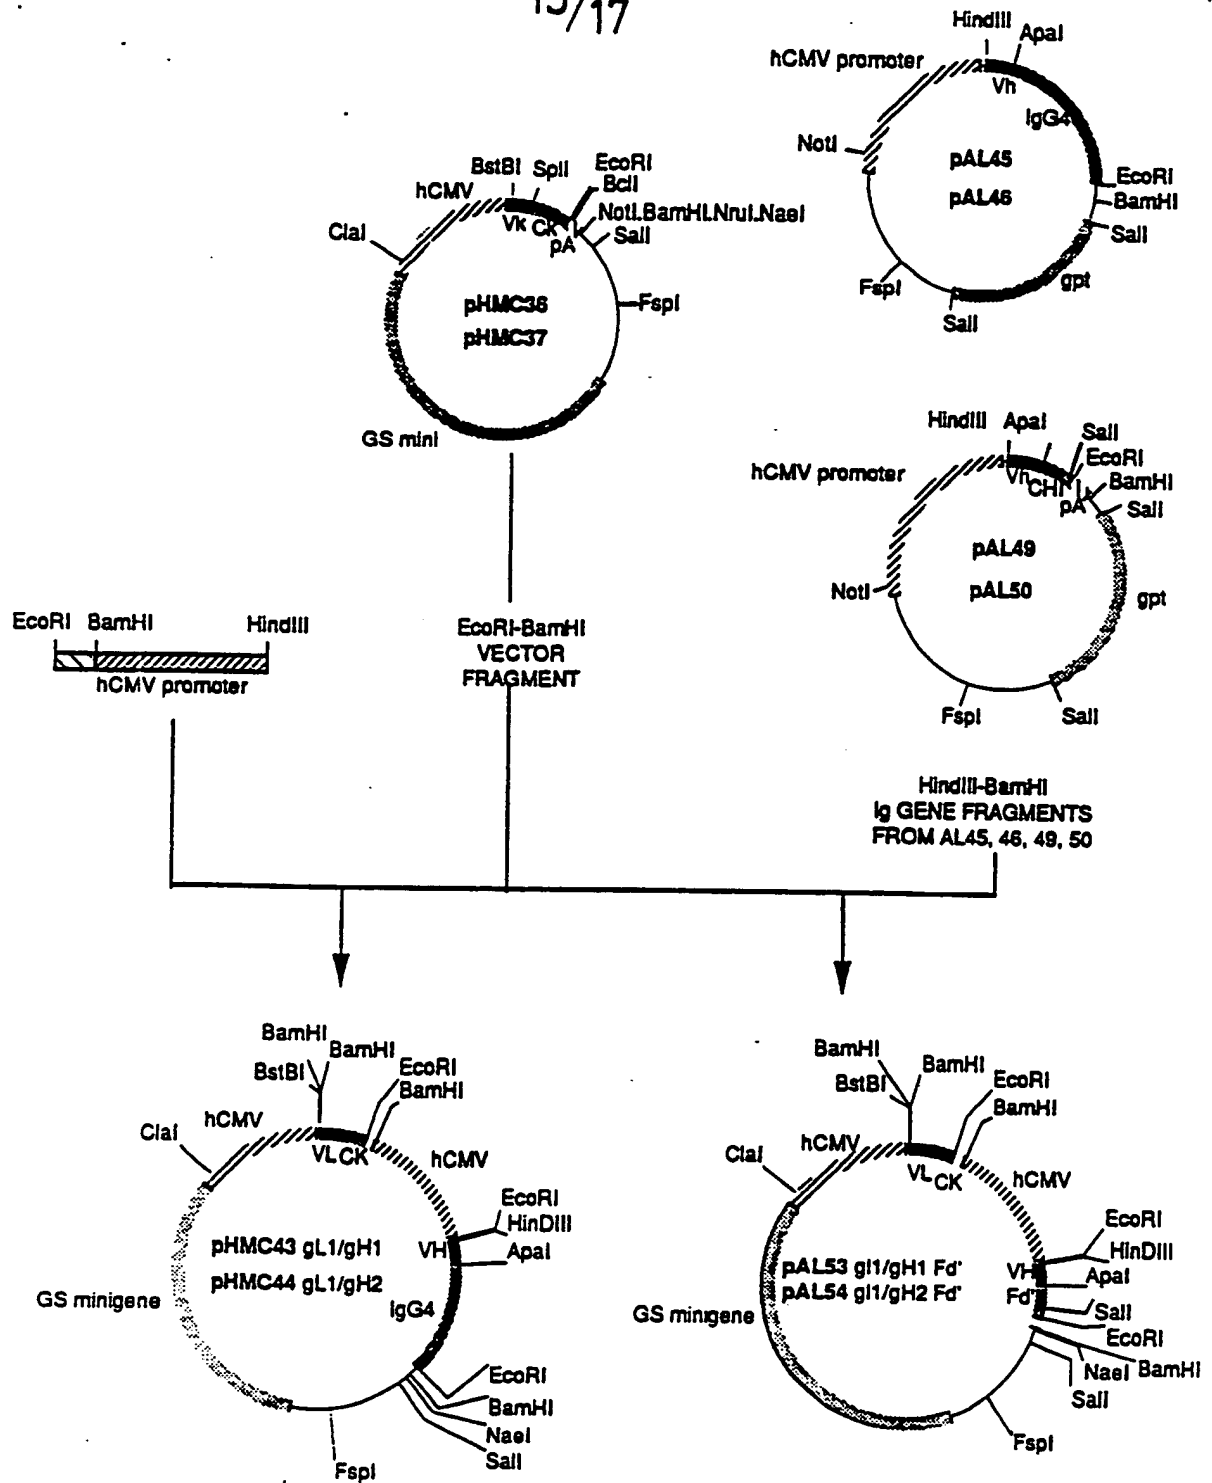 15/17
HindIII
ApaI
hCMV promoter
Vh
IgG4
NotI
pAL45
pAL46
EcoRI
BamHI
SalI
gpt
FspI
SalI
BstBI
SplI
EcoRI
BclI
hCMV
NotI.BamHI.NruI.NaeI
Vk
CK
pA
SalI
ClaI
FspI
pHMC36
pHMC37
GS mini
HindIII
ApaI
SalI
EcoRI
hCMV promoter
Vh
CHI
pA
BamHI
SalI
pAL49
pAL50
NotI
gpt
FspI
SalI
EcoRI
BamHI
HindIII
hCMV promoter
EcoRI-BamHI
VECTOR
FRAGMENT
HindIII-BamHI
Ig GENE FRAGMENTS
FROM AL45, 46, 49, 50
BamHI
BamHI
BstBI
EcoRI
BamHI
hCMV
ClaI
VL
CK
hCMV
EcoRI
HinDIII
ApaI
VH
pHMC43 gL1/gH1
pHMC44 gL1/gH2
IgG4
GS minigene
EcoRI
BamHI
NaeI
SalI
FspI
BamHI
BamHI
BstBI
EcoRI
BamHI
hCMV
ClaI
VL
CK
hCMV
EcoRI
HinDIII
VH
ApaI
pAL53 gl1/gH1 Fd'
pAL54 gl1/gH2 Fd'
Fd'
SalI
EcoRI
GS minigene
BamHI
NaeI
SalI
FspI